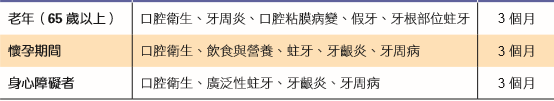 老年（65 歲以上） 口腔衛生、牙周炎、口腔粘膜病變、假牙、牙根部位蛀牙 3 個月
懷孕期間 口腔衛生、飲食與營養、蛀牙、牙齦炎、牙周病 3 個月
身心障礙者 口腔衛生、廣泛性蛀牙、牙齦炎、牙周病 3 個月